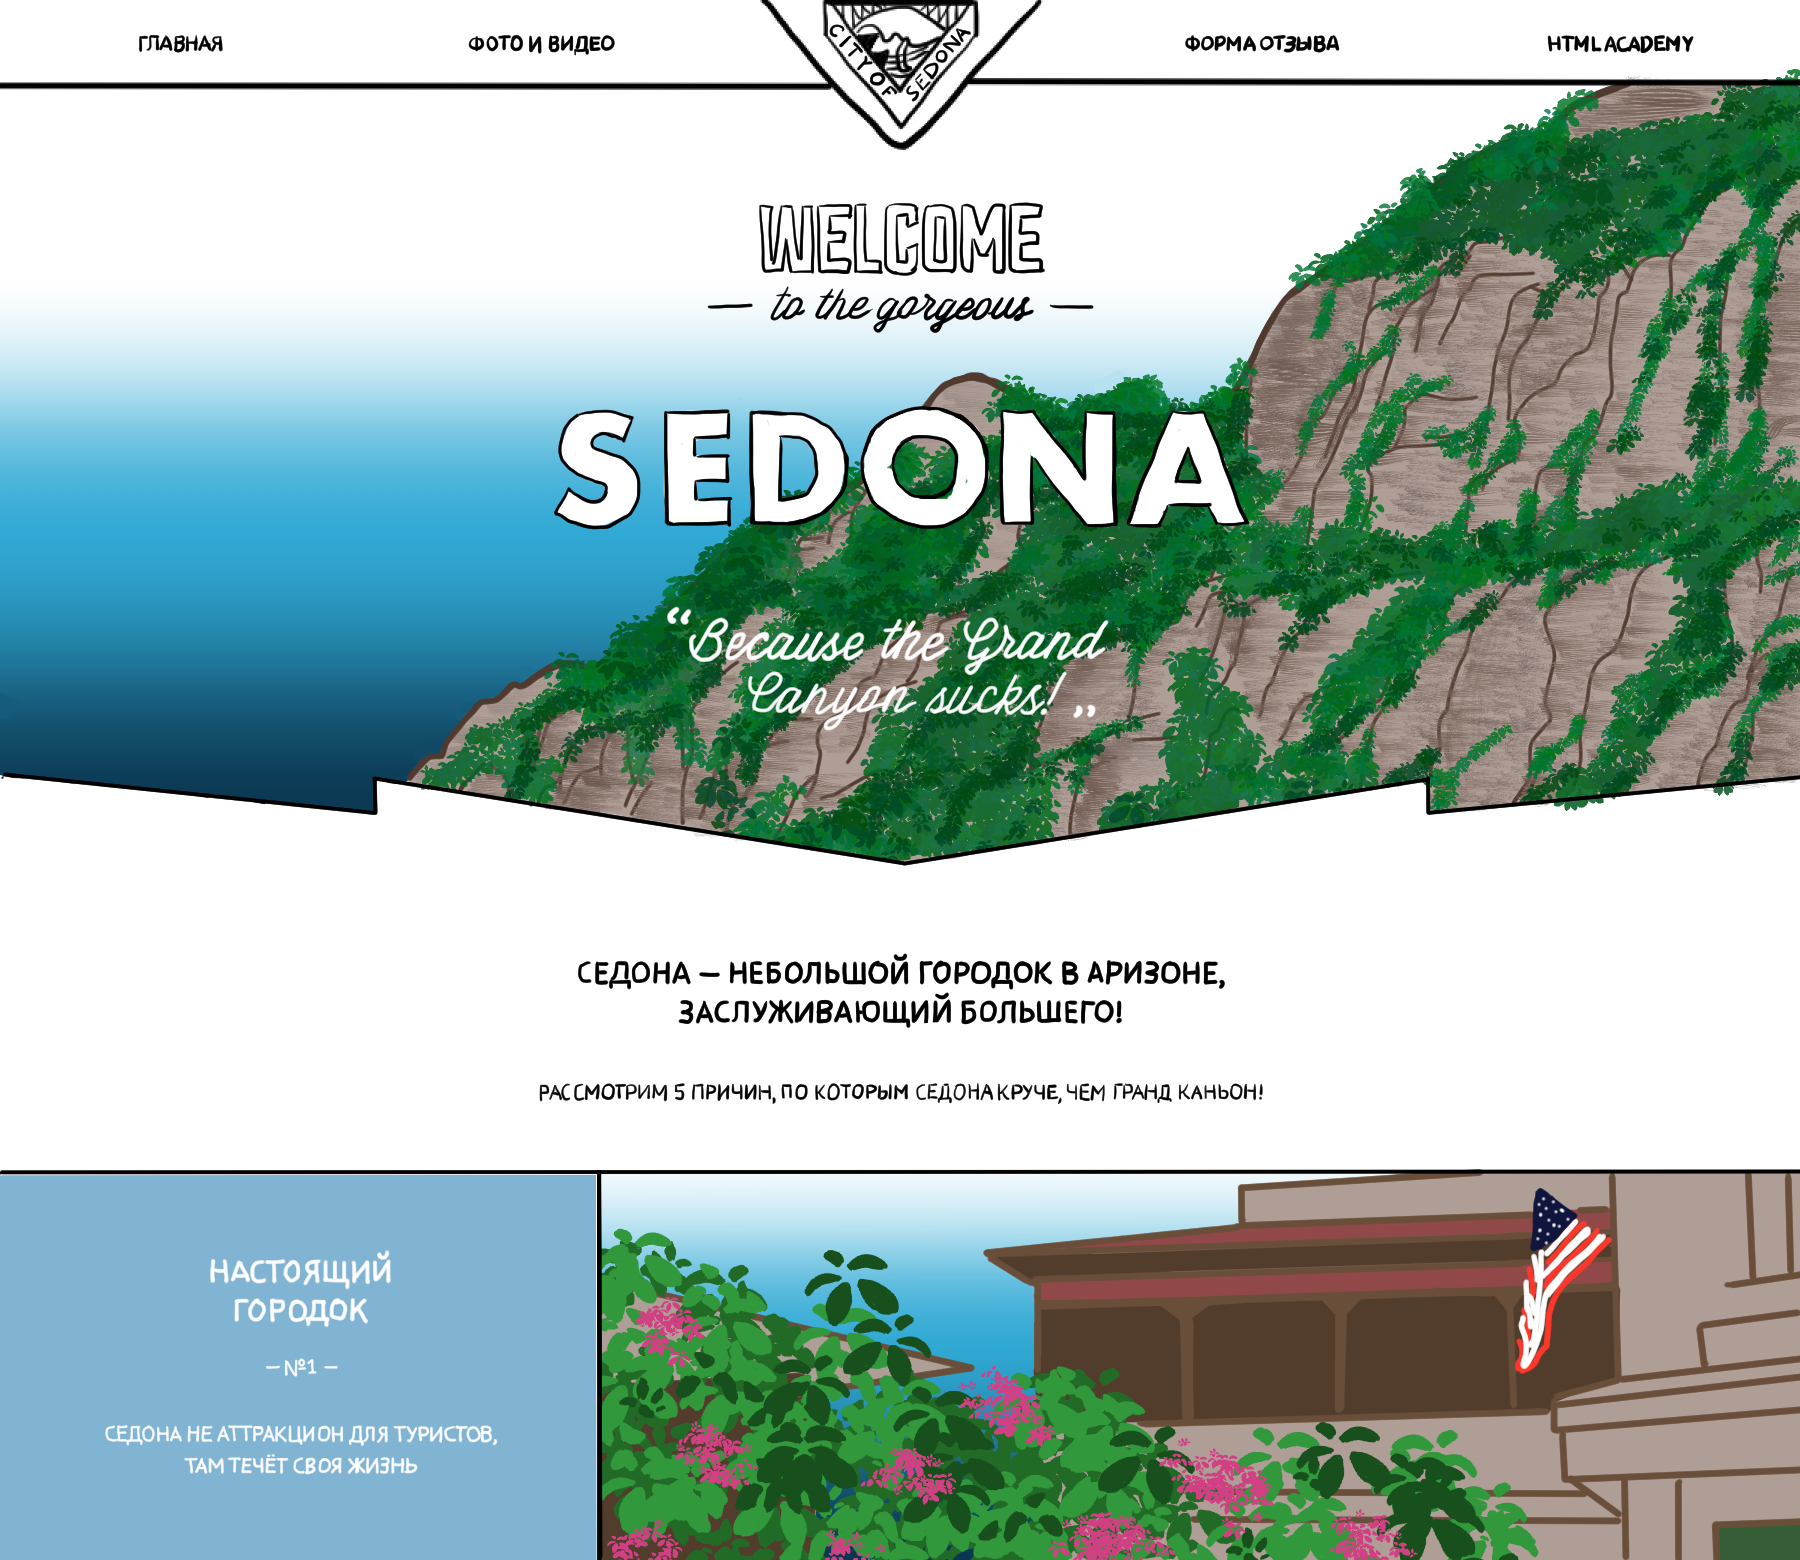 ГЛАВНАЯ
ФОТО И ВИДЕО
CITY OF SEDONA
ФОРМА ОТЗЫВА
HTML ACADEMY
WELCOME
— to the gorgeous —
SEDONA
“Because the Grand
Canyon sucks! „
СЕДОНА — НЕБОЛЬШОЙ ГОРОДОК В АРИЗОНЕ,
ЗАСЛУЖИВАЮЩИЙ БОЛЬШЕГО!
РАССМОТРИМ 5 ПРИЧИН, ПО КОТОРЫМ СЕДОНА КРУЧЕ, ЧЕМ ГРАНД КАНЬОН!
НАСТОЯЩИЙ
ГОРОДОК
— №1 —
СЕДОНА НЕ АТТРАКЦИОН ДЛЯ ТУРИСТОВ,
ТАМ ТЕЧЁТ СВОЯ ЖИЗНЬ